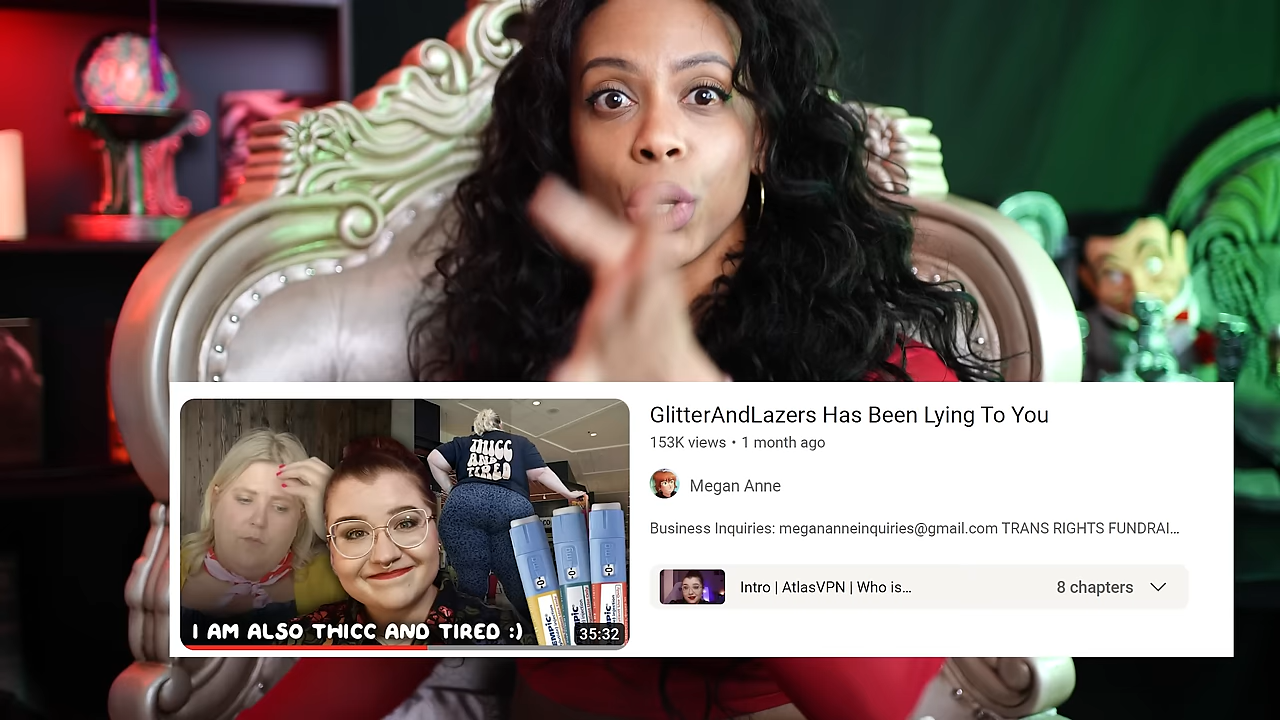 GlitterAndLazers Has Been Lying To You
153K views • 1 month ago
Megan Anne
Business Inquiries: megananneinquiries@gmail.com TRANS RIGHTS FUNDRAI...
Intro | AtlasVPN | Who is...
8 chapters
THICC
AND
TIRED
EMPIC
I AM ALSO THICC AND TIRED :)
35:32